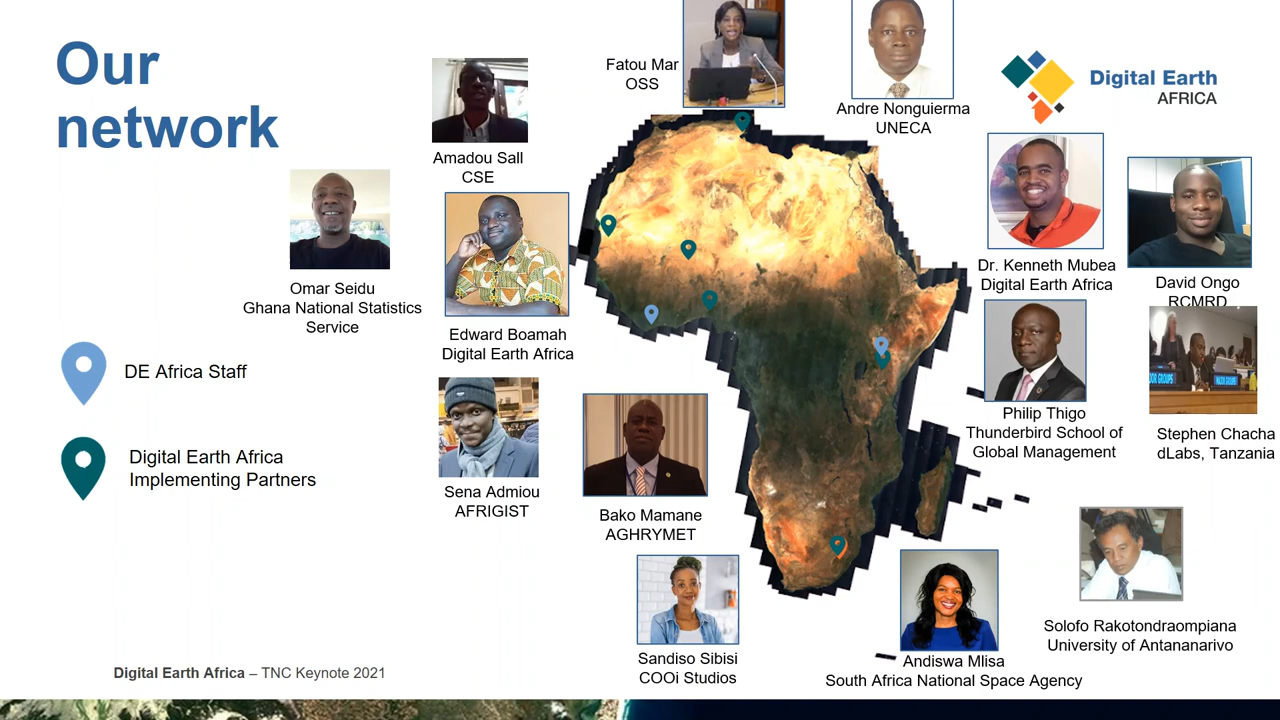 Our
network
Fatou Mar
OSS
Andre Nonguierma
UNECA
Digital Earth
AFRICA
Amadou Sall
CSE
Omar Seidu
Ghana National Statistics
Service
Edward Boamah
Digital Earth Africa
Dr. Kenneth Mubea
Digital Earth Africa
David Ongo
RCMRD
DE Africa Staff
Digital Earth Africa
Implementing Partners
Philip Thigo
Thunderbird School of
Global Management
MAJOR GROUPS
Stephen Chacha
dLabs, Tanzania
Sena Admiou
AFRIGIST
Bako Mamane
AGHRYMET
Sandiso Sibisi
COOi Studios
Andiswa Mlisa
South Africa National Space Agency
Solofo Rakotondraompiana
University of Antananarivo
Digital Earth Africa – TNC Keynote 2021